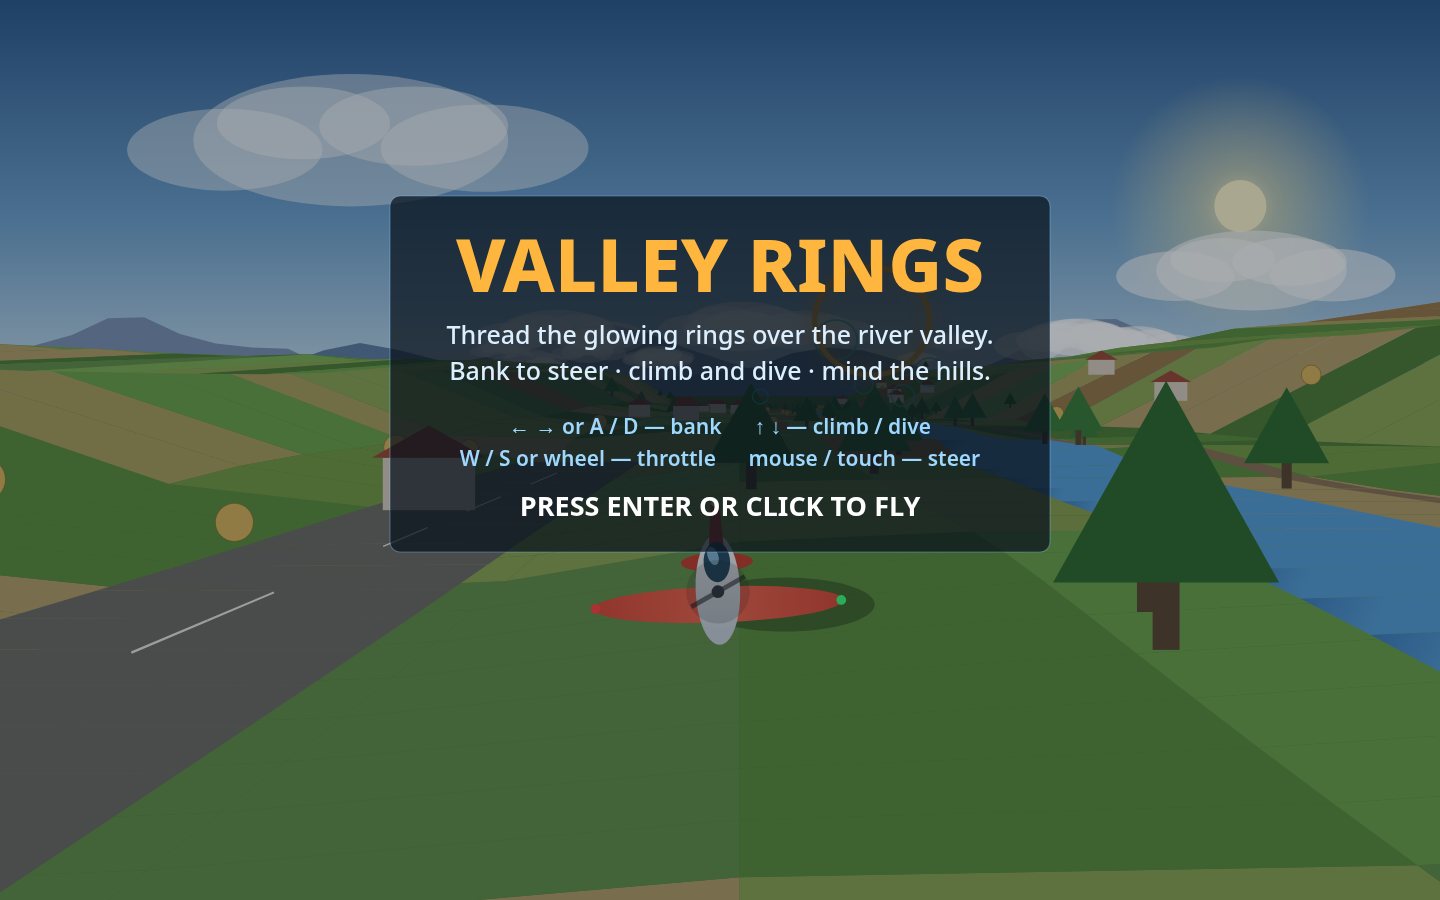 VALLEY RINGS
Thread the glowing rings over the river valley.
Bank to steer · climb and dive · mind the hills.
← → or A / D — bank ↑ ↓ — climb / dive
W / S or wheel — throttle mouse / touch — steer
PRESS ENTER OR CLICK TO FLY